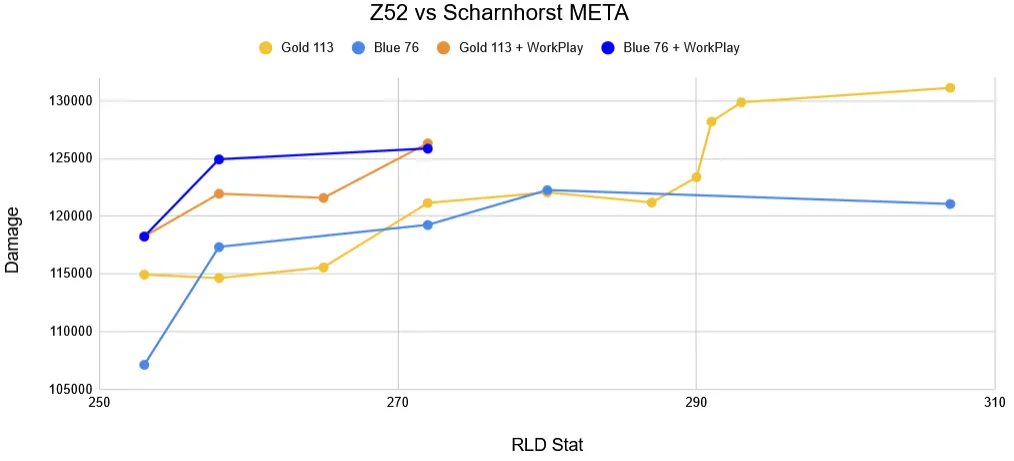 Z52 vs Scharnhorst META
Gold 113 Blue 76 Gold 113 + WorkPlay Blue 76 + WorkPlay
130000
125000
120000
115000
110000
105000
Damage
250 270 290 310
RLD Stat